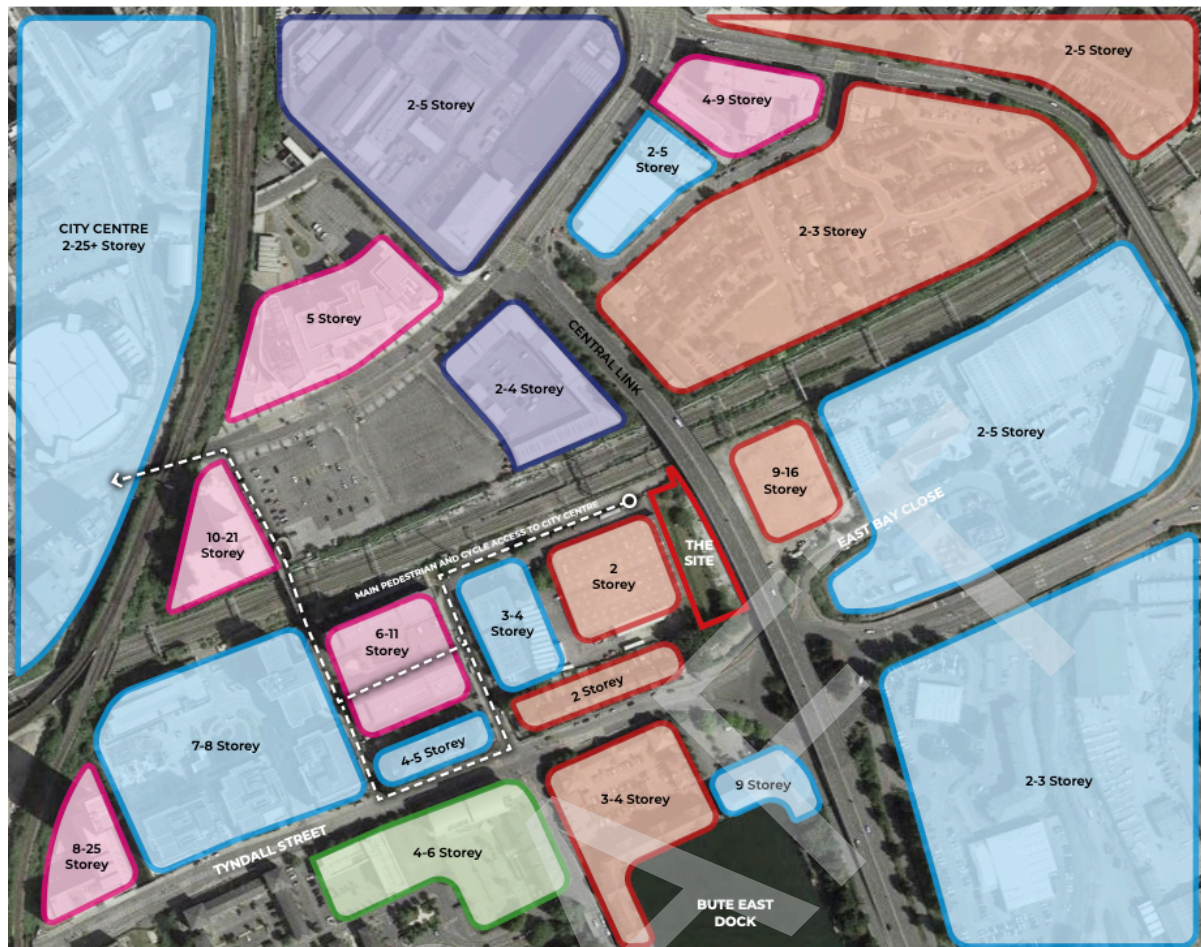 2-5 Storey
2-5 Storey
4-9 Storey
2-5
Storey
CITY CENTRE
2-25+ Storey
2-3 Storey
5 Storey
CENTRAL LINK
2-4 Storey
2-5 Storey
9-16
Storey
EAST BAY CLOSE
10-21
Storey
MAIN PEDESTRIAN AND CYCLE ACCESS TO CITY CENTRE
THE
SITE
2
Storey
3-4
Storey
6-11
Storey
2 Storey
7-8 Storey
4-5 Storey
9 Storey
2-3 Storey
3-4 Storey
8-25
Storey
TYNDALL STREET
4-6 Storey
BUTE EAST
DOCK